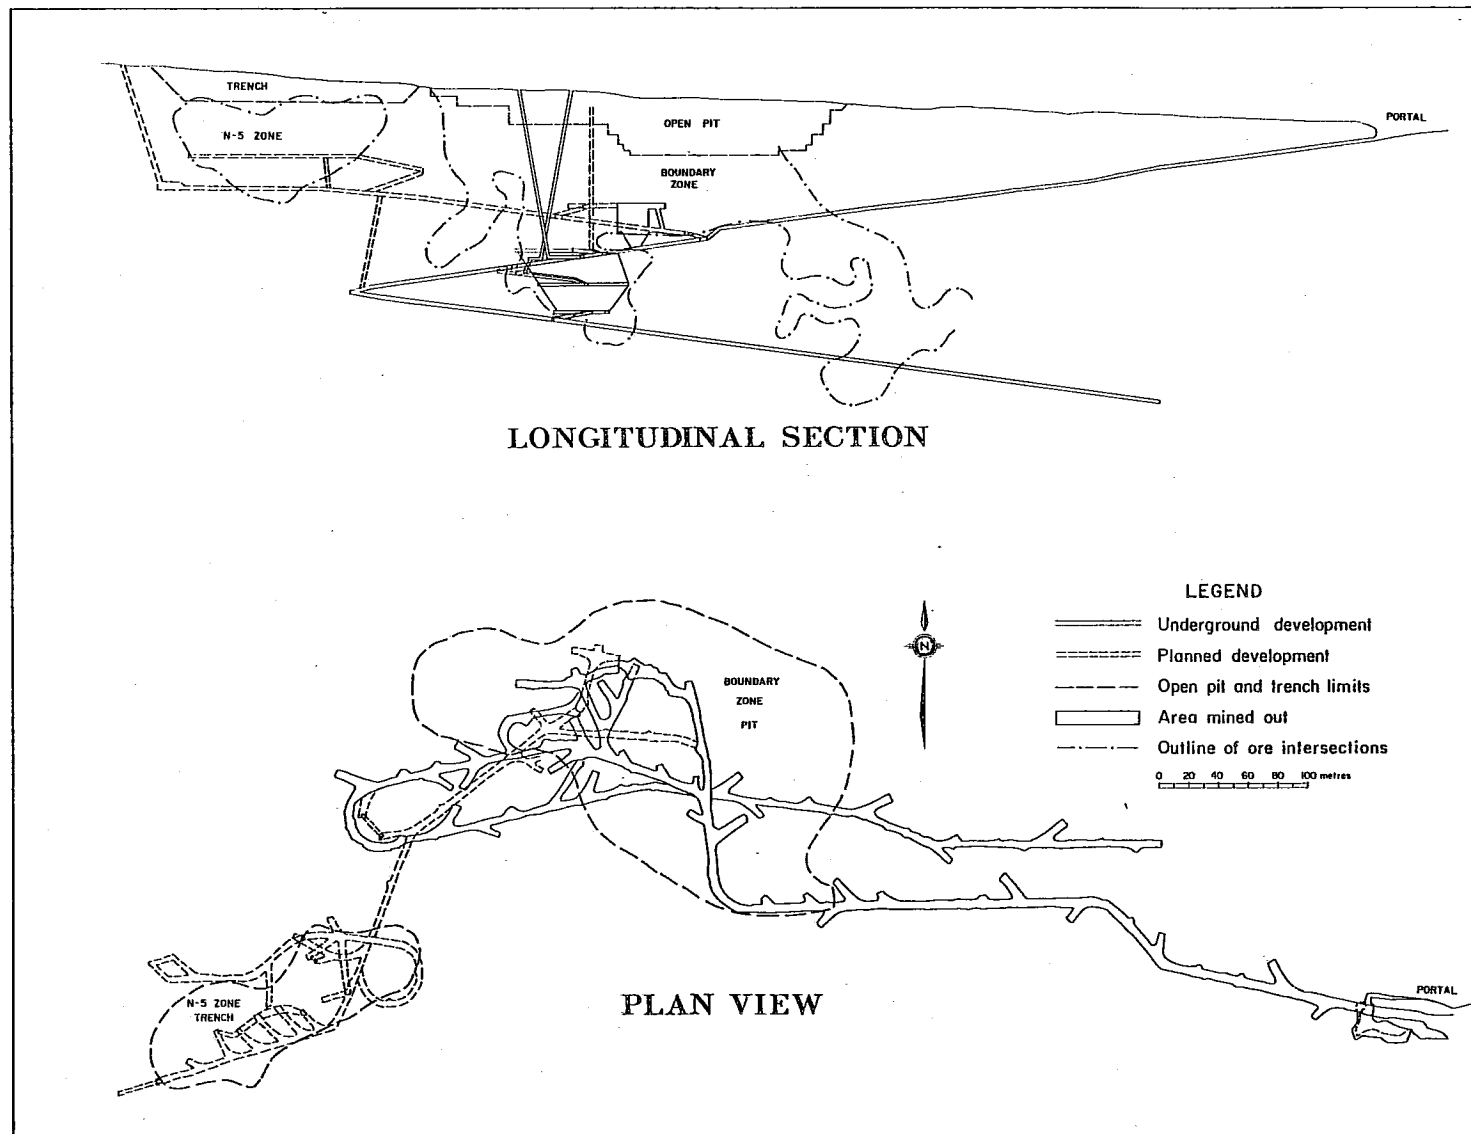 TRENCH
N-5 ZONE
OPEN PIT
BOUNDARY
ZONE
PORTAL
LONGITUDINAL SECTION
LEGEND
Underground development
Planned development
Open pit and trench limits
Area mined out
Outline of ore intersections
0 20 40 60 80 100 metres
N
BOUNDARY
ZONE
PIT
N-5 ZONE
TRENCH
PLAN VIEW
PORTAL